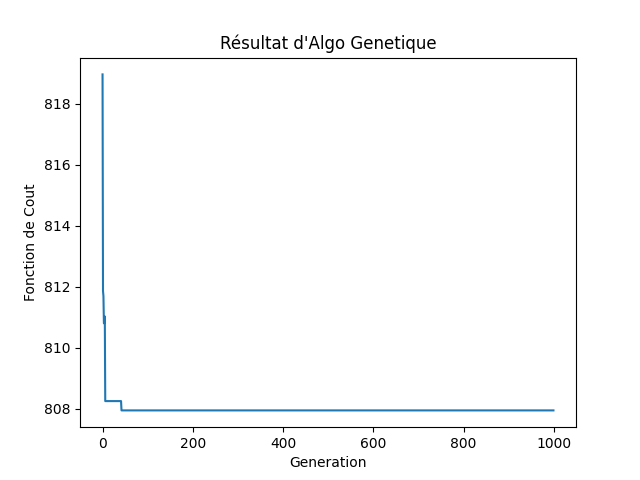 Résultat d'Algo Genetique
818
816
814
812
810
808
Fonction de Cout
0 200 400 600 800 1000
Generation